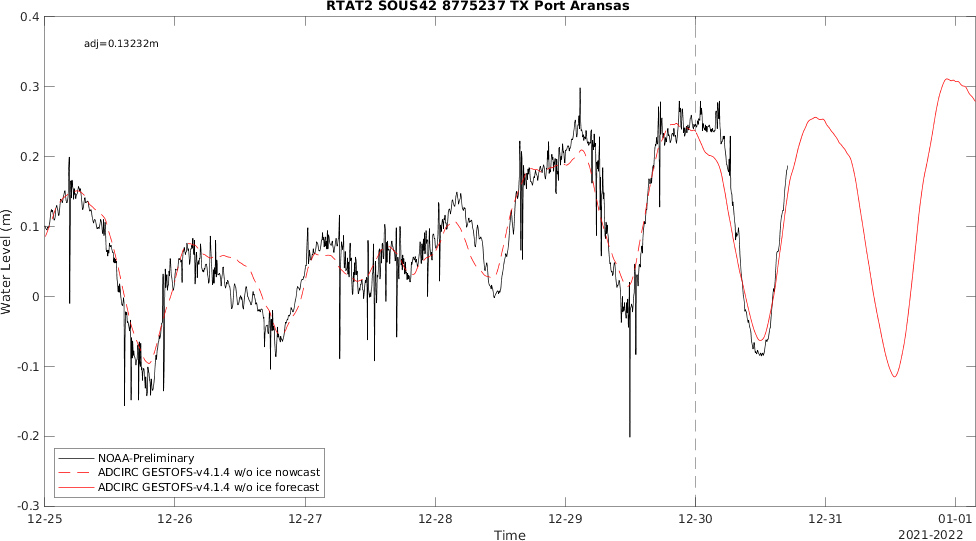 RTAT2 SOUS42 8775237 TX Port Aransas
adj=0.13232m
0.4
0.3
0.2
0.1
0
-0.1
-0.2
-0.3
Water Level (m)
NOAA-Preliminary
ADCIRC GESTOFS-v4.1.4 w/o ice nowcast
ADCIRC GESTOFS-v4.1.4 w/o ice forecast
12-25 12-26 12-27 12-28 12-29 12-30 12-31 01-01
Time
2021-2022